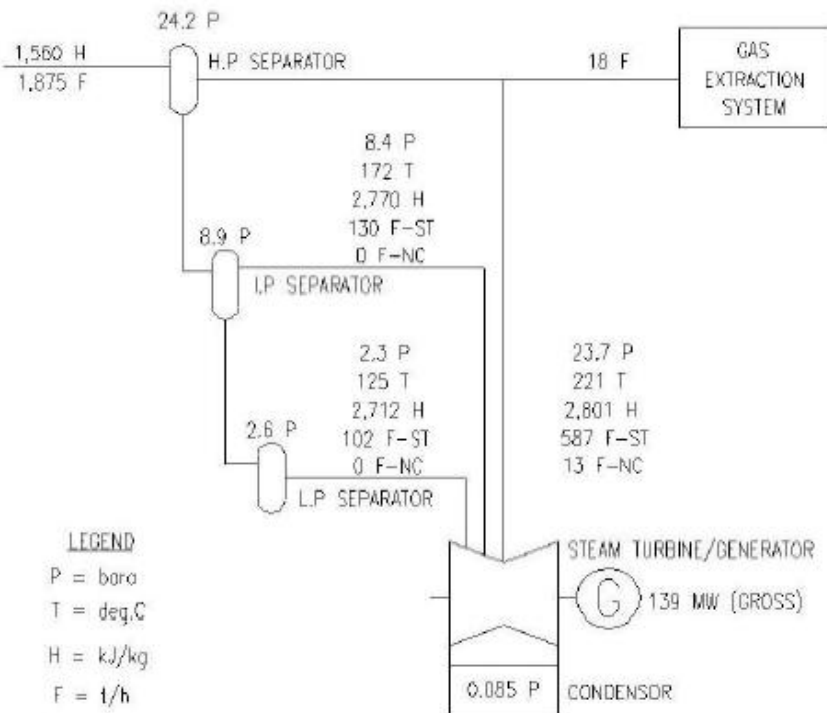 24.2 P
1,560 H
1,875 F
H.P SEPARATOR
18 F
GAS
EXTRACTION
SYSTEM
8.4 P
172 T
2,770 H
130 F-ST
0 F-NC
8.9 P
I.P SEPARATOR
2.3 P
125 T
2,712 H
102 F-ST
0 F-NC
23.7 P
221 T
2,801 H
587 F-ST
13 F-NC
2.6 P
L.P SEPARATOR
LEGEND
P = bara
T = deg.C
H = kJ/kg
F = t/h
STEAM TURBINE/GENERATOR
G
139 MW (GROSS)
0.085 P
CONDENSOR